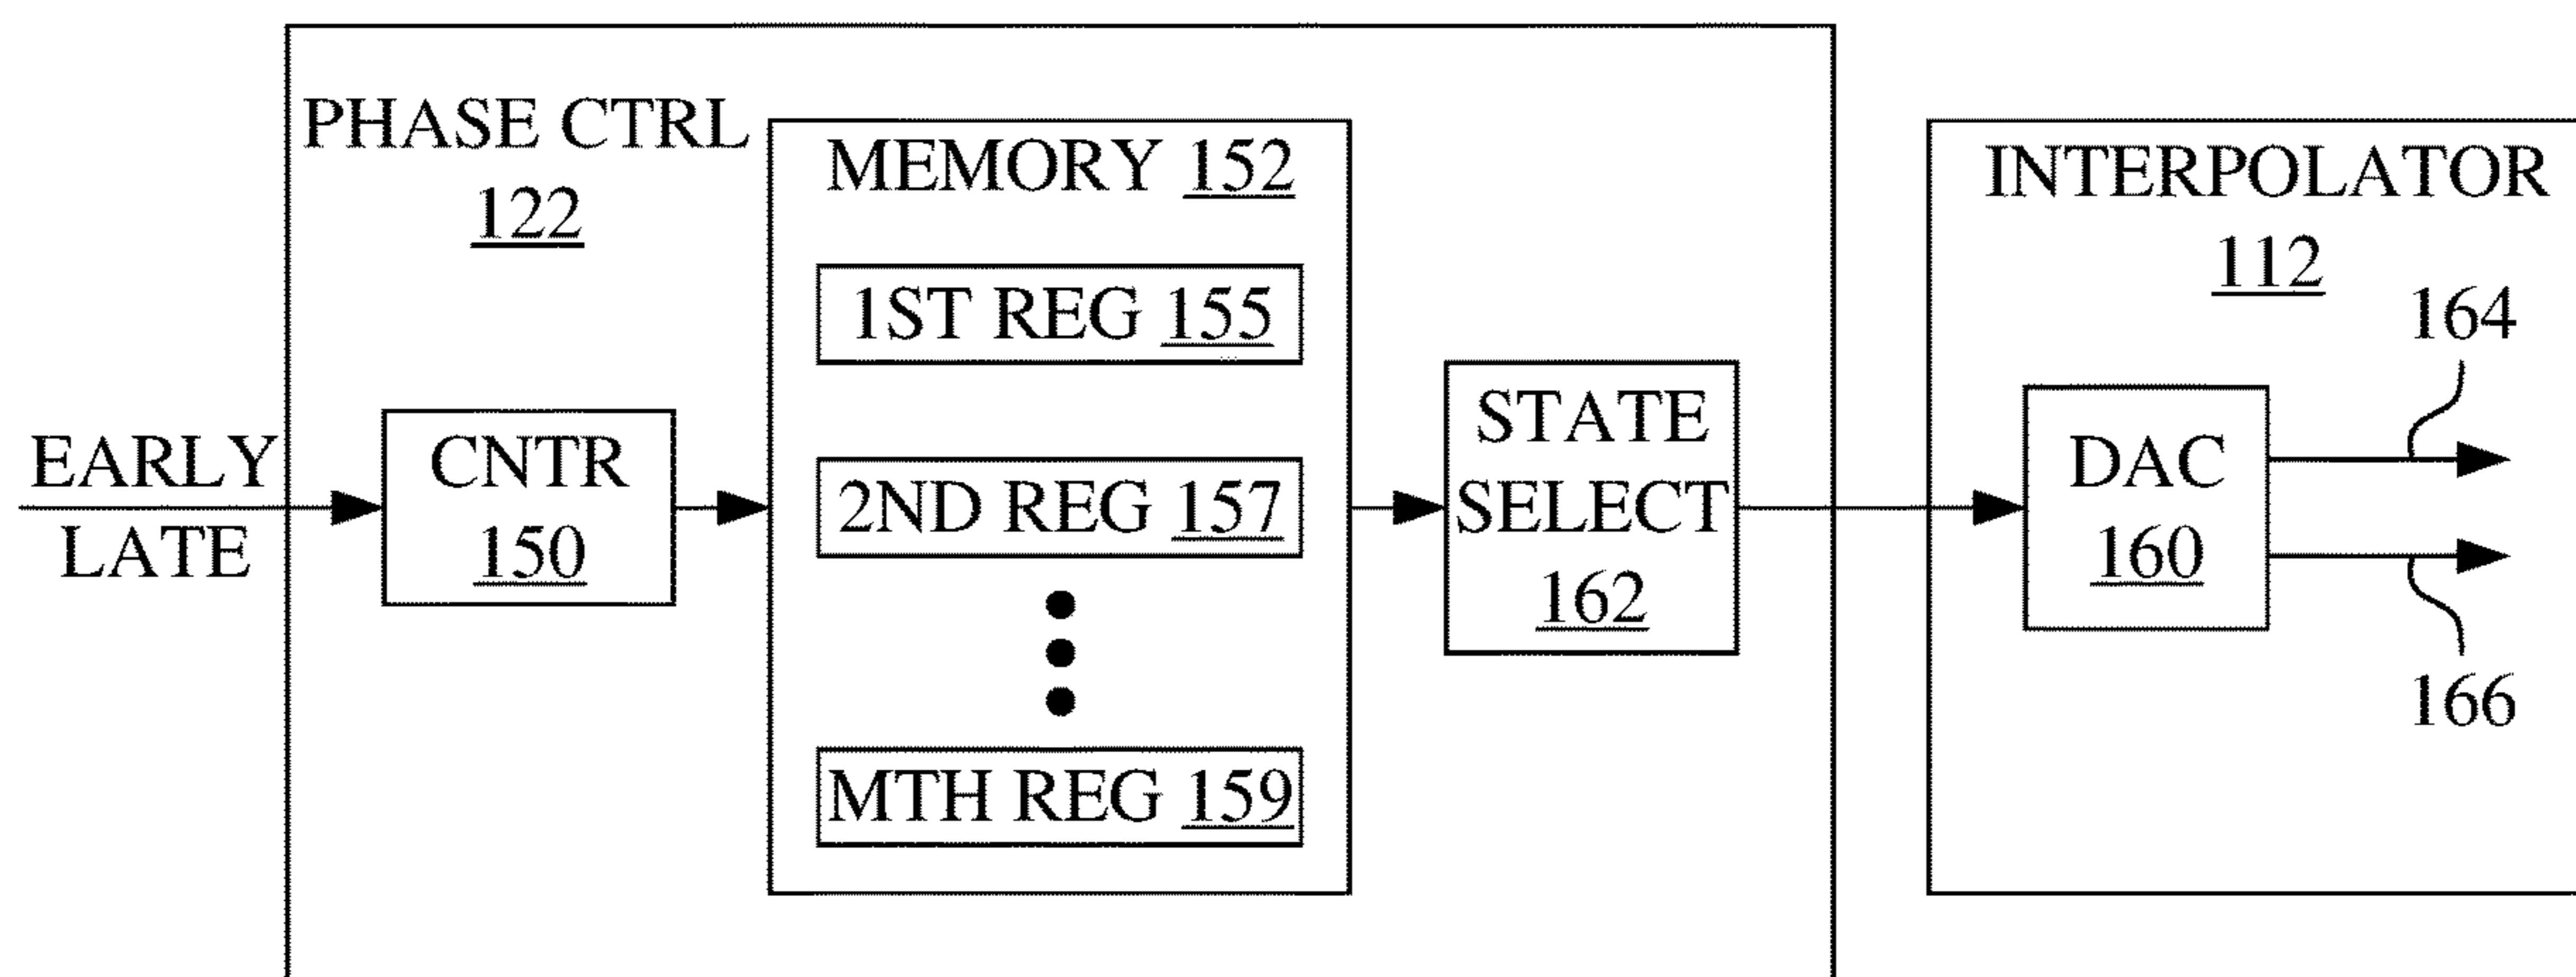 PHASE CTRL
122
EARLY
LATE
CNTR
150
MEMORY 152
1ST REG 155
2ND REG 157
MTH REG 159
STATE
SELECT
162
INTERPOLATOR
112
DAC
160
164
166